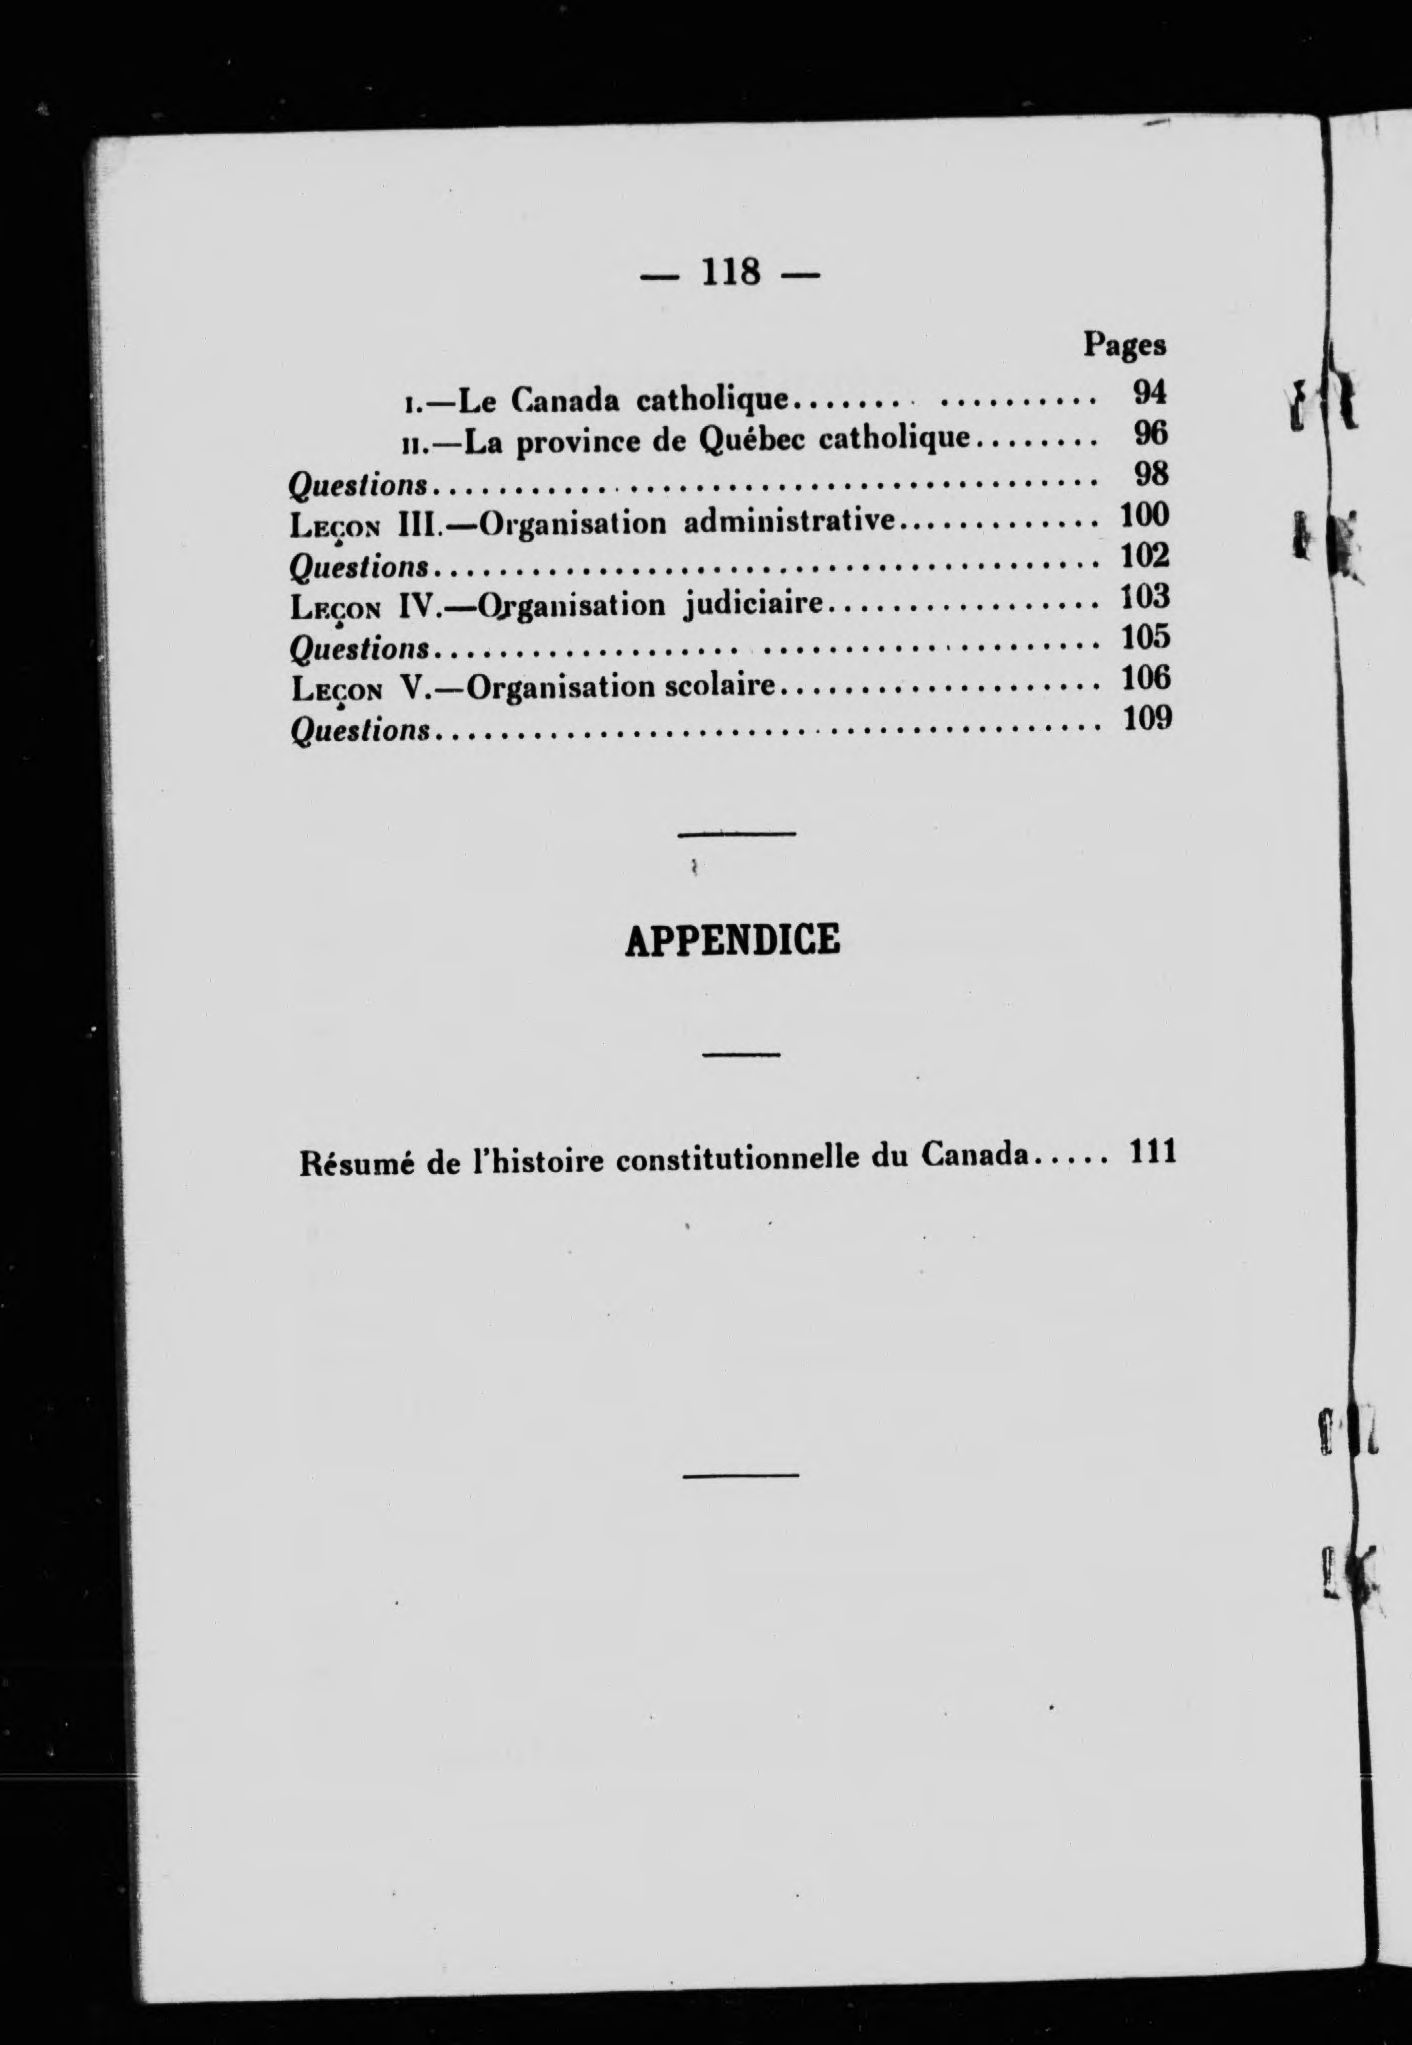 — 118 —
Pages
I.—Le Canada catholique........ .......... 94
II.—La province de Québec catholique........ 96
Questions......................................... 98
LEÇON III.—Organisation administrative............. 100
Questions......................................... 102
LEÇON IV.—Organisation judiciaire................. 103
Questions................... ..................... 105
LEÇON V.—Organisation scolaire.................... 106
Questions......................................... 109
APPENDICE
Résumé de l'histoire constitutionnelle du Canada..... 111